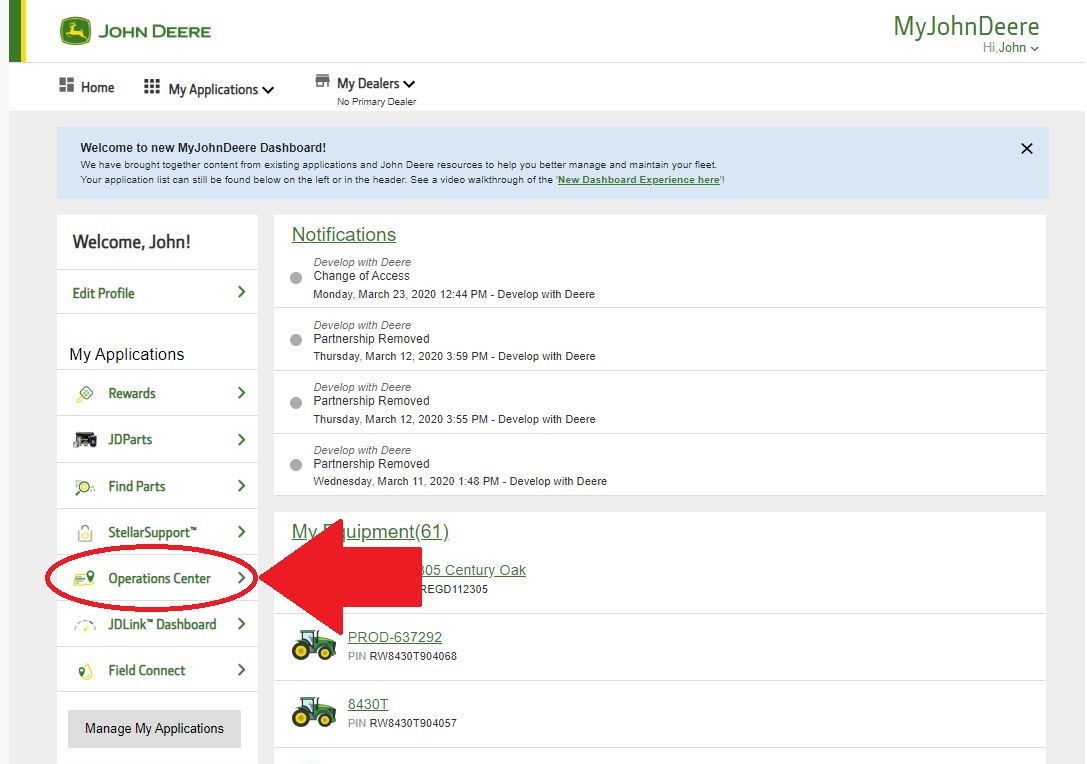 JOHN DEERE
MyJohnDeere
Hi,John
Home
My Applications
My Dealers
No Primary Dealer
Welcome to new MyJohnDeere Dashboard!
We have brought together content from existing applications and John Deere resources to help you better manage and maintain your fleet.
Your application list can still be found below on the left or in the header. See a video walkthrough of the 'New Dashboard Experience here'!
Welcome, John!
Edit Profile
My Applications
Rewards
JDParts
Find Parts
StellarSupport™
Operations Center
JDLink™ Dashboard
Field Connect
Manage My Applications
Notifications
Develop with Deere
Change of Access
Monday, March 23, 2020 12:44 PM - Develop with Deere
Develop with Deere
Partnership Removed
Thursday, March 12, 2020 3:59 PM - Develop with Deere
Develop with Deere
Partnership Removed
Thursday, March 12, 2020 3:55 PM - Develop with Deere
Develop with Deere
Partnership Removed
Wednesday, March 11, 2020 1:48 PM - Develop with Deere
My Equipment(61)
305 Century Oak
REGD112305
PROD-637292
PIN RW8430T904068
8430T
PIN RW8430T904057